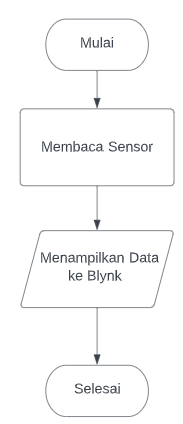 Mulai
Membaca Sensor
Menampilkan Data
ke Blynk
Selesai